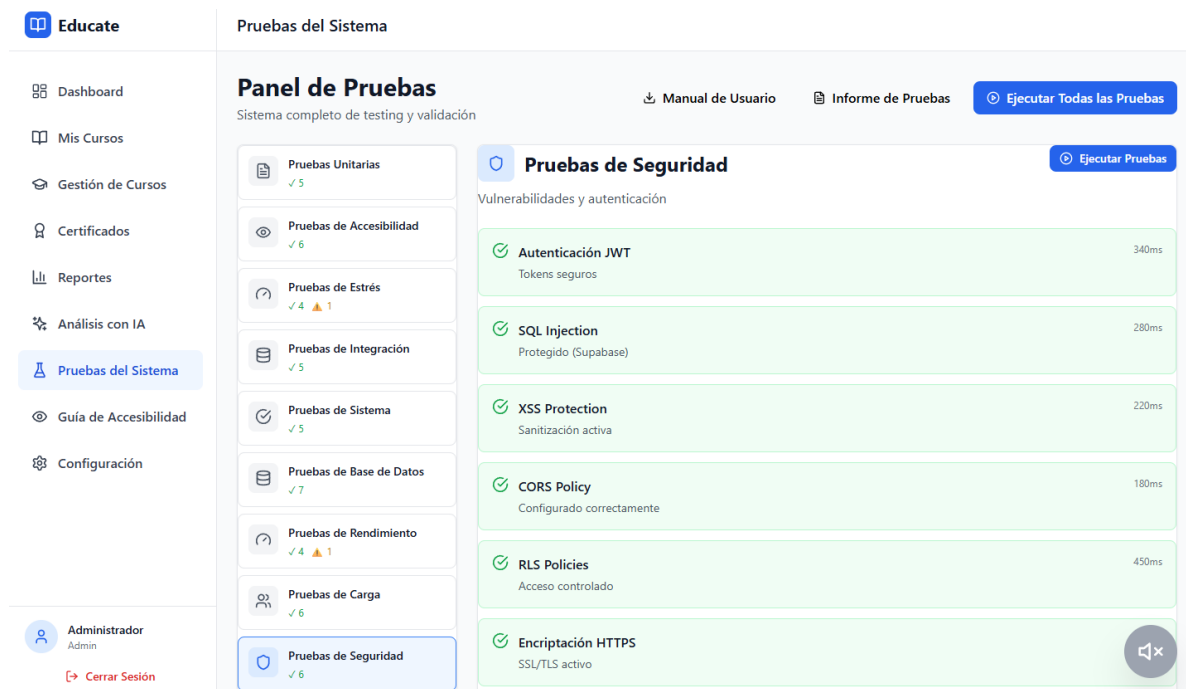 Educate
Pruebas del Sistema
Dashboard
Mis Cursos
Gestión de Cursos
Certificados
Reportes
Análisis con IA
Pruebas del Sistema
Guía de Accesibilidad
Configuración
Administrador
Admin
Cerrar Sesión
Panel de Pruebas
Sistema completo de testing y validación
Manual de Usuario
Informe de Pruebas
Ejecutar Todas las Pruebas
Pruebas Unitarias
✓ 5
Pruebas de Accesibilidad
✓ 6
Pruebas de Estrés
✓ 4 ⚠ 1
Pruebas de Integración
✓ 5
Pruebas de Sistema
✓ 5
Pruebas de Base de Datos
✓ 7
Pruebas de Rendimiento
✓ 4 ⚠ 1
Pruebas de Carga
✓ 6
Pruebas de Seguridad
✓ 6
Pruebas de Seguridad
Ejecutar Pruebas
Vulnerabilidades y autenticación
Autenticación JWT
340ms
Tokens seguros
SQL Injection
280ms
Protegido (Supabase)
XSS Protection
220ms
Sanitización activa
CORS Policy
180ms
Configurado correctamente
RLS Policies
450ms
Acceso controlado
Encriptación HTTPS
SSL/TLS activo